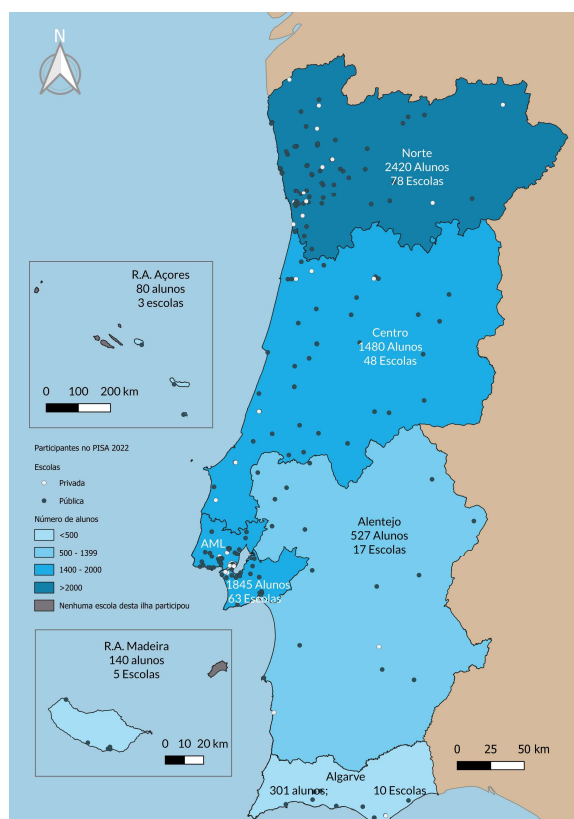 N
Norte
2420 Alunos
78 Escolas
R.A. Açores
80 alunos
3 escolas
0 100 200 km
Centro
1480 Alunos
48 Escolas
Participantes no PISA 2022
Escolas
Privada
Pública
Número de alunos
<500
500 - 1399
1400 - 2000
>2000
Nenhuma escola desta ilha participou
AML
1845 Alunos
63 Escolas
Alentejo
527 Alunos
17 Escolas
R.A. Madeira
140 alunos
5 Escolas
0 10 20 km
0 25 50 km
Algarve
301 alunos; 10 Escolas